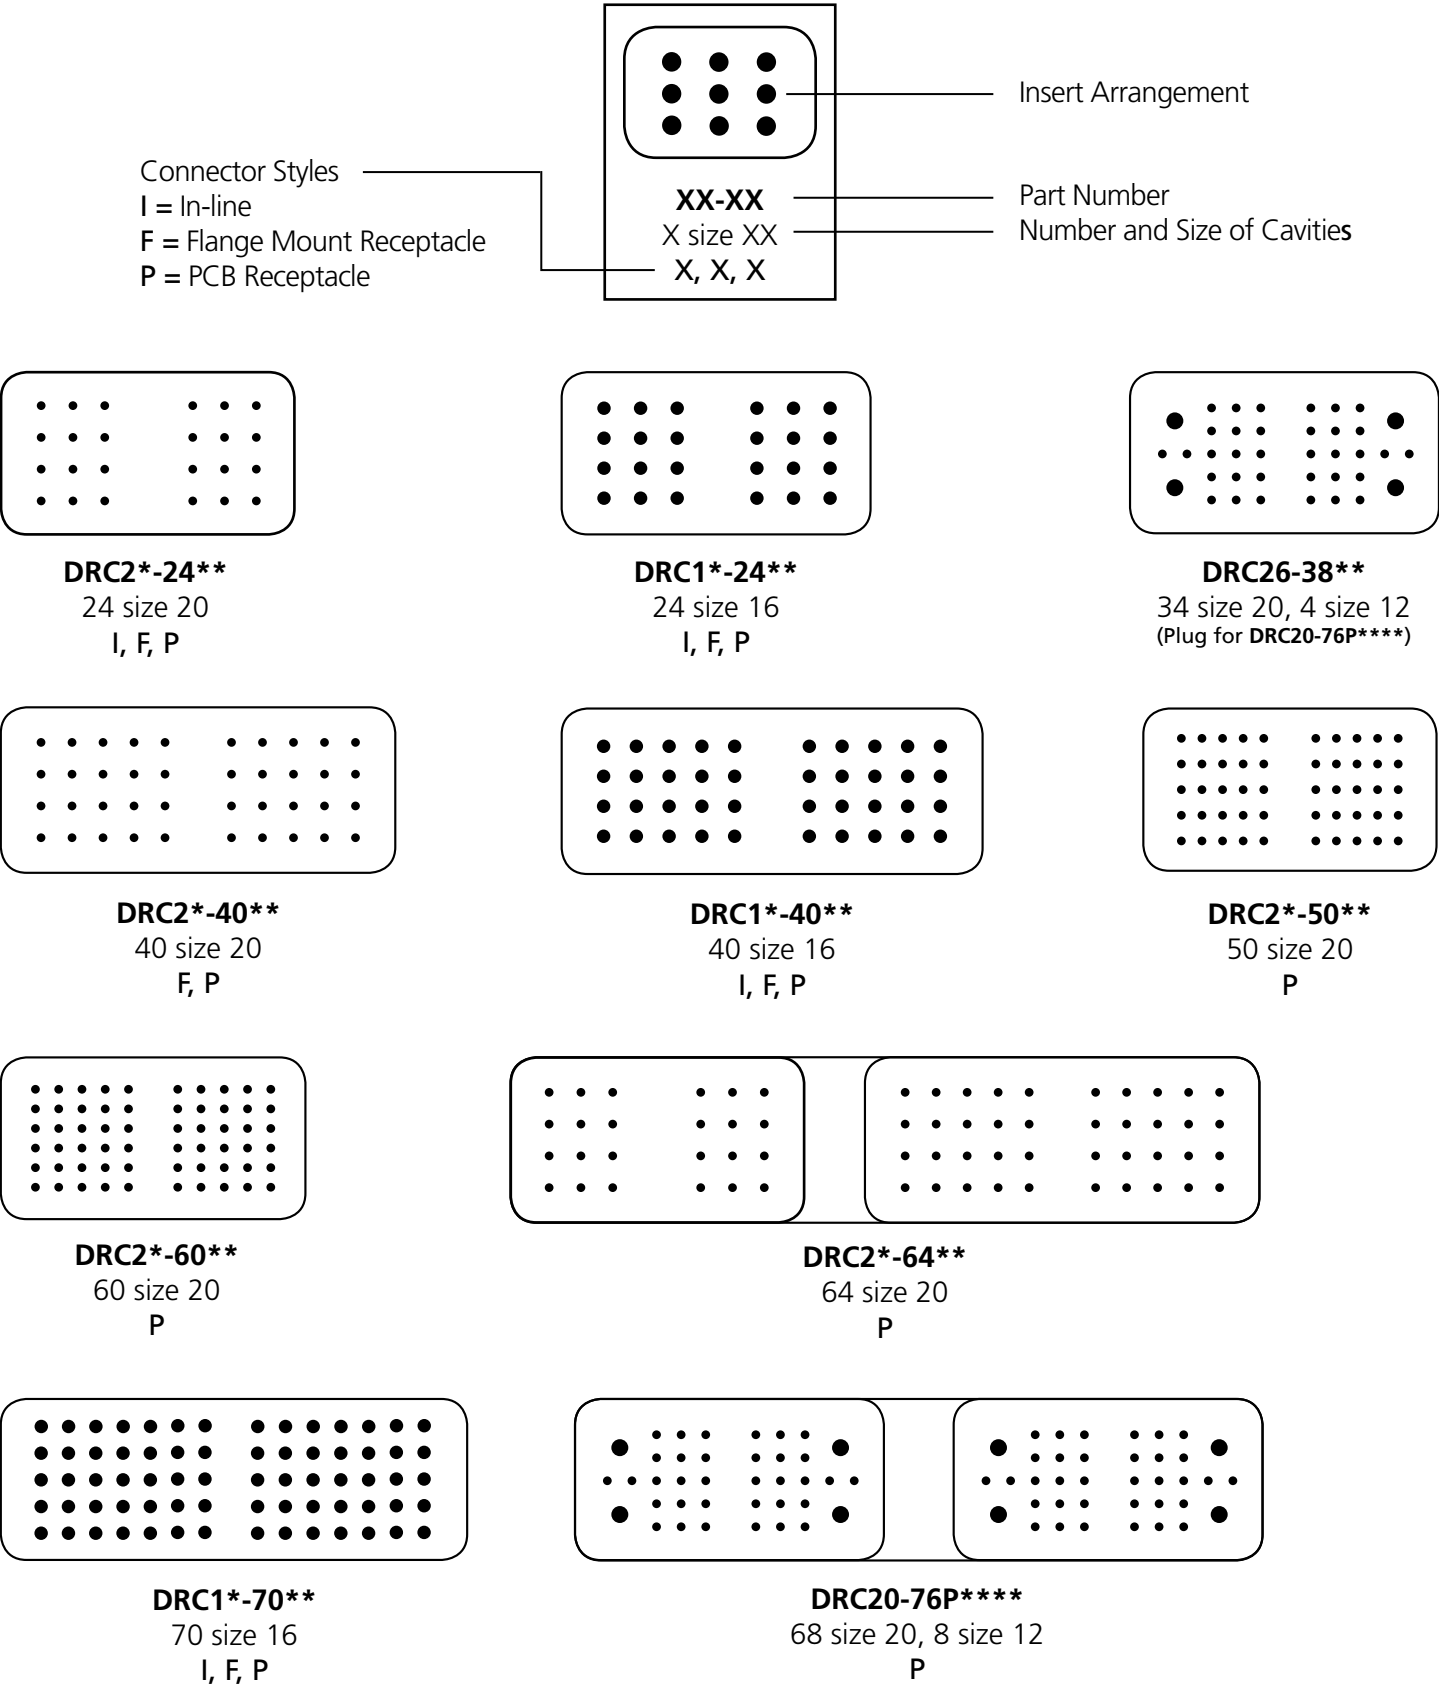 Insert Arrangement
Connector Styles
I = In-line
F = Flange Mount Receptacle
P = PCB Receptacle
XX-XX
X size XX
X, X, X
Part Number
Number and Size of Cavities
DRC2*-24**
24 size 20
I, F, P
DRC1*-24**
24 size 16
I, F, P
DRC26-38**
34 size 20, 4 size 12
(Plug for DRC20-76P****)
DRC2*-40**
40 size 20
F, P
DRC1*-40**
40 size 16
I, F, P
DRC2*-50**
50 size 20
P
DRC2*-60**
60 size 20
P
DRC2*-64**
64 size 20
P
DRC1*-70**
70 size 16
I, F, P
DRC20-76P****
68 size 20, 8 size 12
P